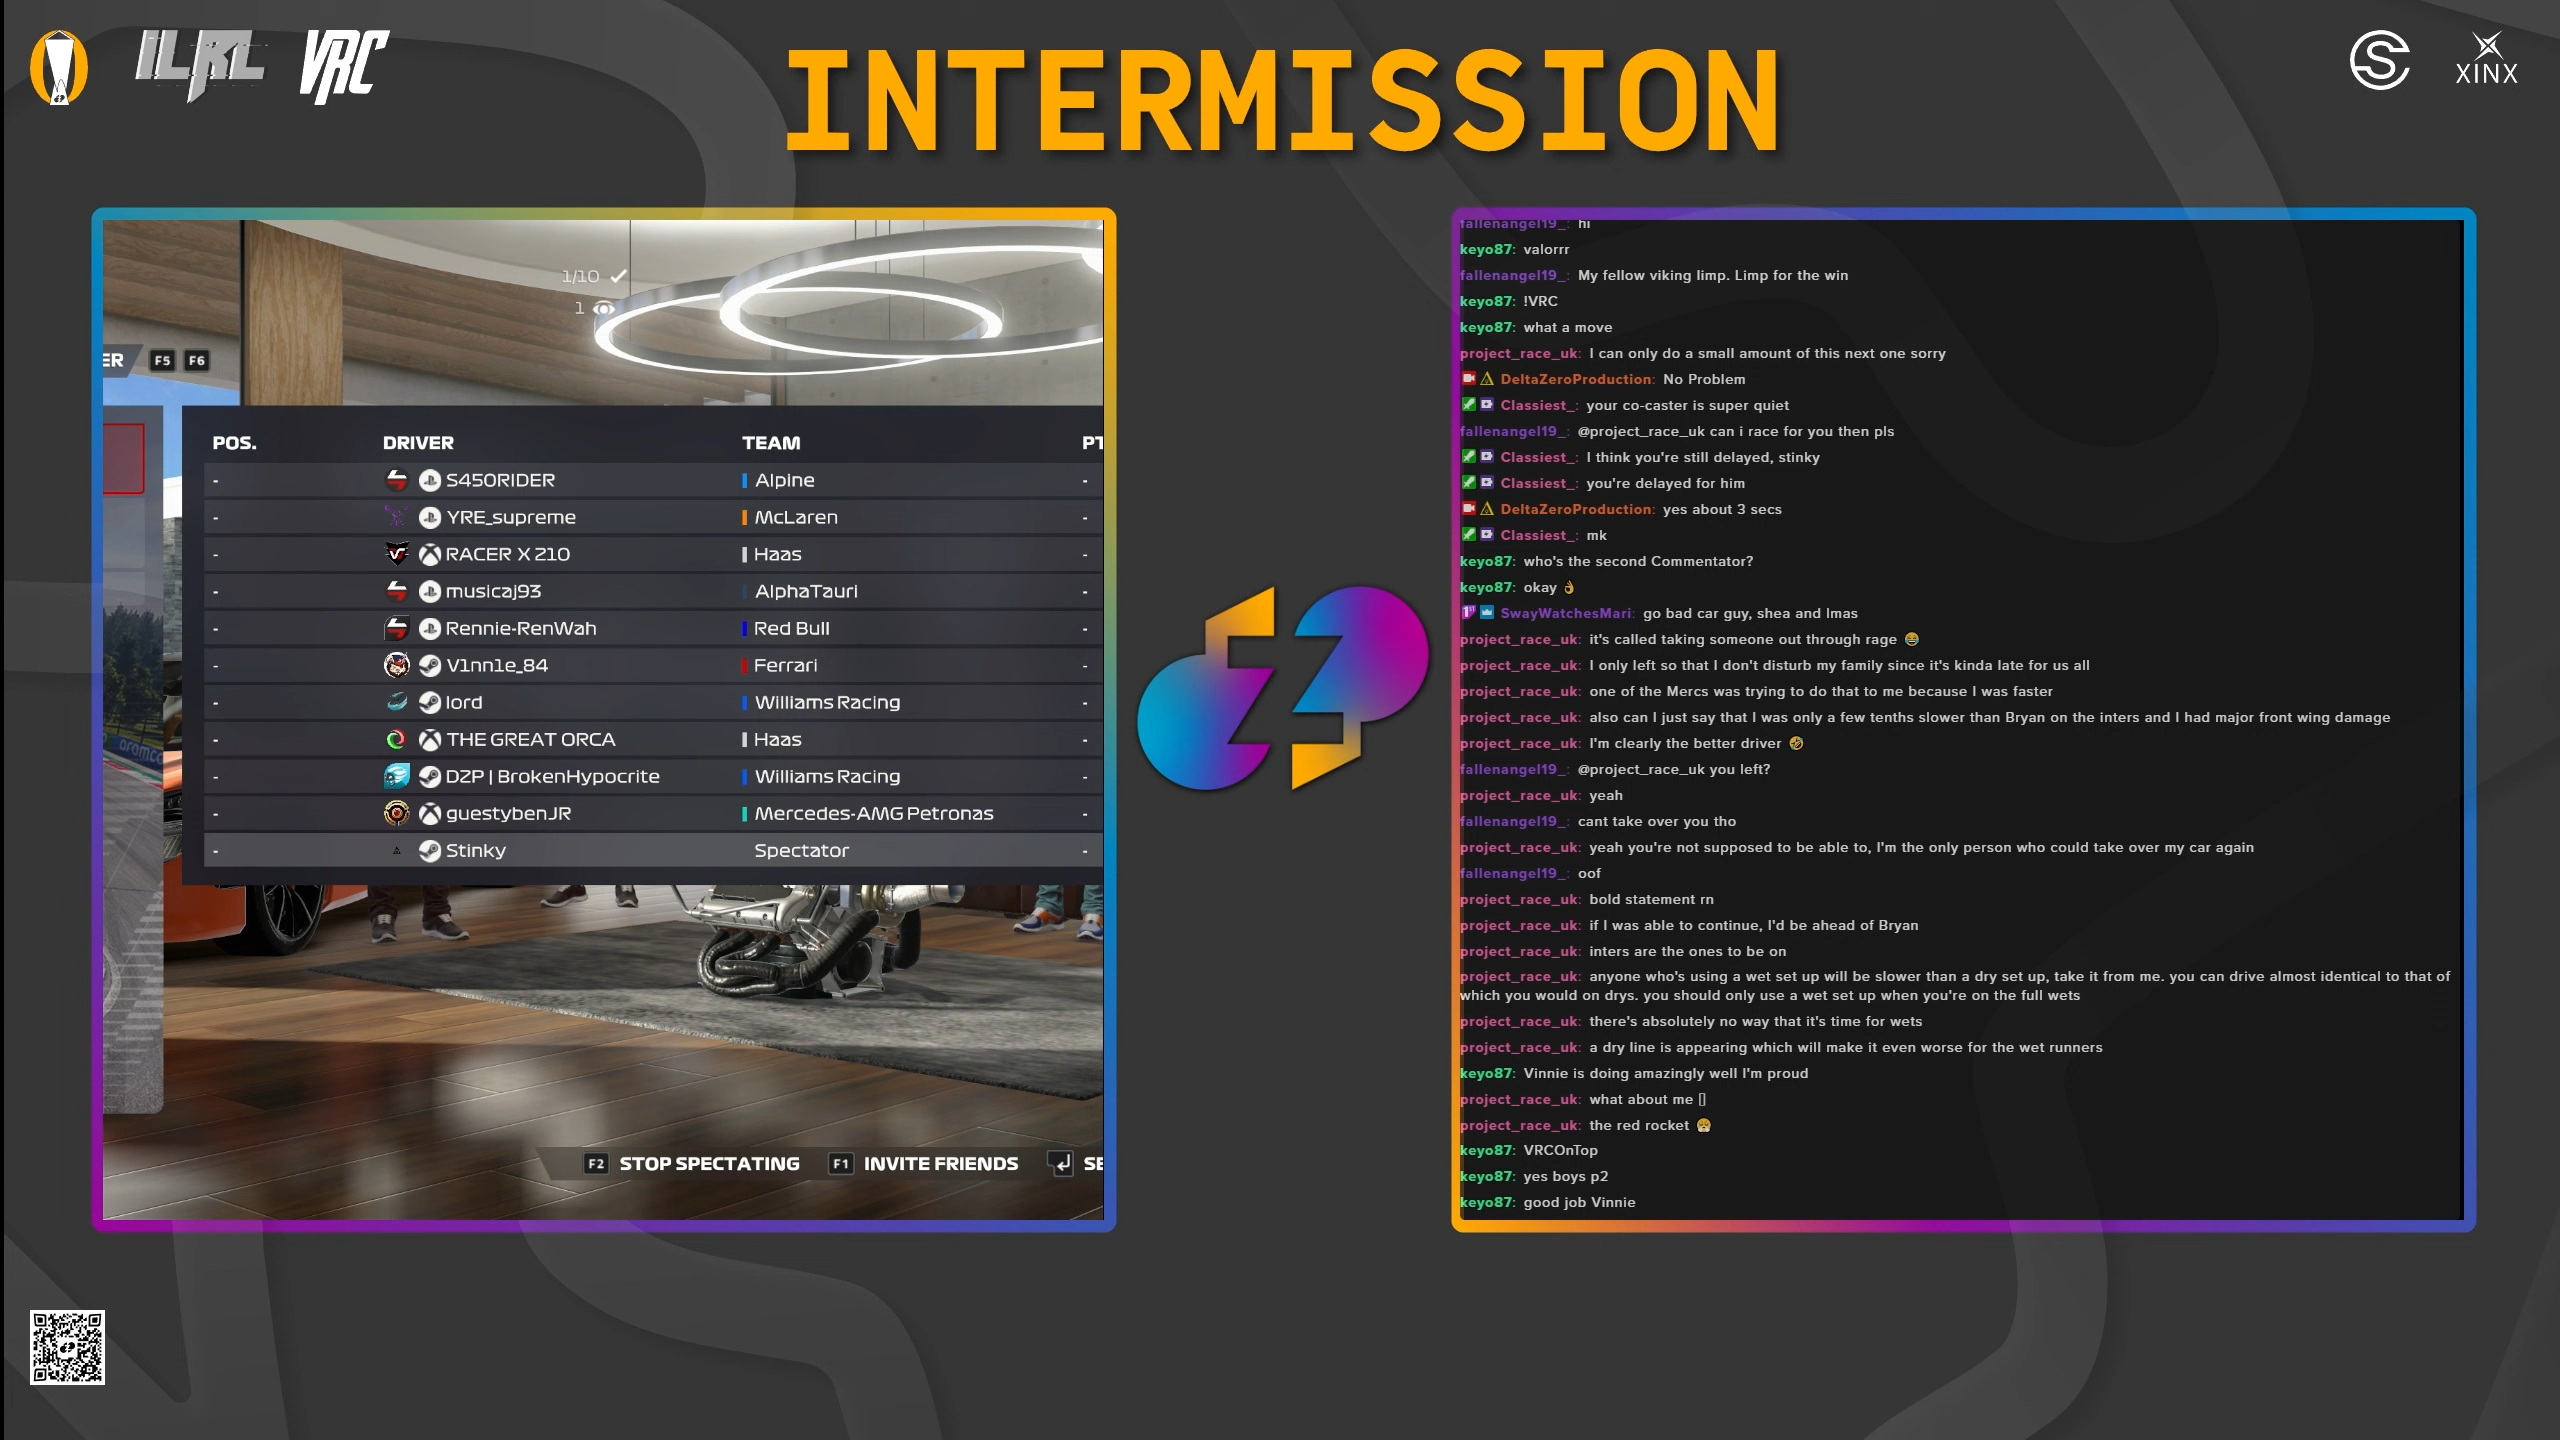 ILRL VRC
INTERMISSION
XINX
1/10
1
ER F5 F6
POS. DRIVER TEAM PT
- S450RIDER Alpine -
- YRE_supreme McLaren -
- RACER X 210 Haas -
- musicaj93 AlphaTauri -
- Rennie-RenWah Red Bull -
- V1nn1e_84 Ferrari -
- lord Williams Racing -
- THE GREAT ORCA Haas -
- DZP | BrokenHypocrite Williams Racing -
- guestybenJR Mercedes-AMG Petronas -
- Stinky Spectator -
aramco
F2 STOP SPECTATING F1 INVITE FRIENDS SE
fallenangel19_: hi
keyo87: valorrr
fallenangel19_: My fellow viking limp. Limp for the win
keyo87: !VRC
keyo87: what a move
project_race_uk: I can only do a small amount of this next one sorry
DeltaZeroProduction: No Problem
Classiest_: your co-caster is super quiet
fallenangel19_: @project_race_uk can i race for you then pls
Classiest_: I think you're still delayed, stinky
Classiest_: you're delayed for him
DeltaZeroProduction: yes about 3 secs
Classiest_: mk
keyo87: who's the second Commentator?
keyo87: okay 👌
SwayWatchesMari: go bad car guy, shea and lmas
project_race_uk: it's called taking someone out through rage 😂
project_race_uk: I only left so that I don't disturb my family since it's kinda late for us all
project_race_uk: one of the Mercs was trying to do that to me because I was faster
project_race_uk: also can I just say that I was only a few tenths slower than Bryan on the inters and I had major front wing damage
project_race_uk: I'm clearly the better driver 🤣
fallenangel19_: @project_race_uk you left?
project_race_uk: yeah
fallenangel19_: cant take over you tho
project_race_uk: yeah you're not supposed to be able to, I'm the only person who could take over my car again
fallenangel19_: oof
project_race_uk: bold statement rn
project_race_uk: if I was able to continue, I'd be ahead of Bryan
project_race_uk: inters are the ones to be on
project_race_uk: anyone who's using a wet set up will be slower than a dry set up, take it from me. you can drive almost identical to that of
which you would on drys. you should only use a wet set up when you're on the full wets
project_race_uk: there's absolutely no way that it's time for wets
project_race_uk: a dry line is appearing which will make it even worse for the wet runners
keyo87: Vinnie is doing amazingly well I'm proud
project_race_uk: what about me []
project_race_uk: the red rocket 😤
keyo87: VRCOnTop
keyo87: yes boys p2
keyo87: good job Vinnie